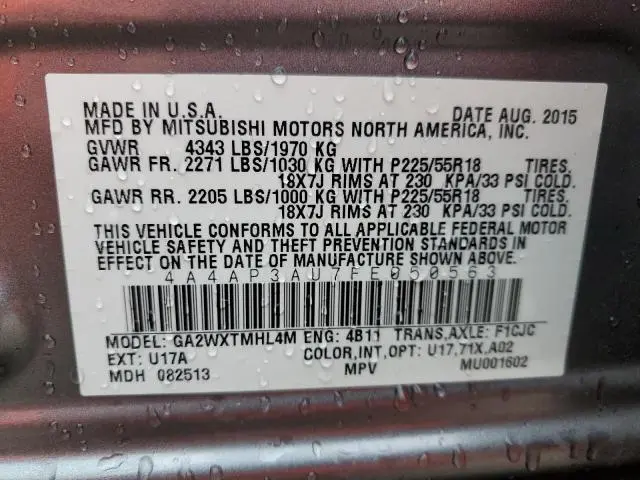 MADE IN U.S.A. DATE AUG. 2015
MFD BY MITSUBISHI MOTORS NORTH AMERICA, INC.
GVWR 4343 LBS/1970 KG
GAWR FR. 2271 LBS/1030 KG WITH P225/55R18 TIRES,
18X7J RIMS AT 230 KPA/33 PSI COLD.
GAWR RR. 2205 LBS/1000 KG WITH P225/55R18 TIRES,
18X7J RIMS AT 230 KPA/33 PSI COLD.
THIS VEHICLE CONFORMS TO ALL APPLICABLE FEDERAL MOTOR
VEHICLE SAFETY AND THEFT PREVENTION STANDARDS IN EFFECT
ON THE DATE OF MANUFACTURE SHOWN ABOVE.
4A4AP3AU7FE050563
MODEL: GA2WXTMHL4M ENG: 4B11 TRANS,AXLE: F1CJC
EXT: U17A COLOR,INT,OPT: U17,71X,A02
MDH 082513 MPV MU001602